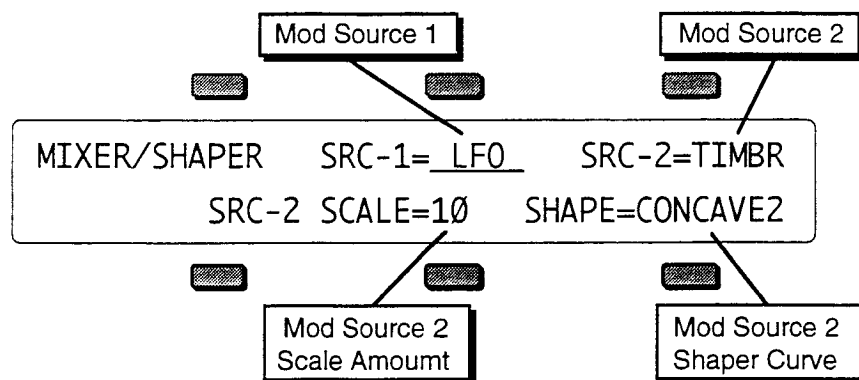 Mod Source 1
Mod Source 2
MIXER/SHAPER SRC-1= LFO SRC-2=TIMBR
SRC-2 SCALE=10 SHAPE=CONCAVE2
Mod Source 2
Scale Amoumt
Mod Source 2
Shaper Curve